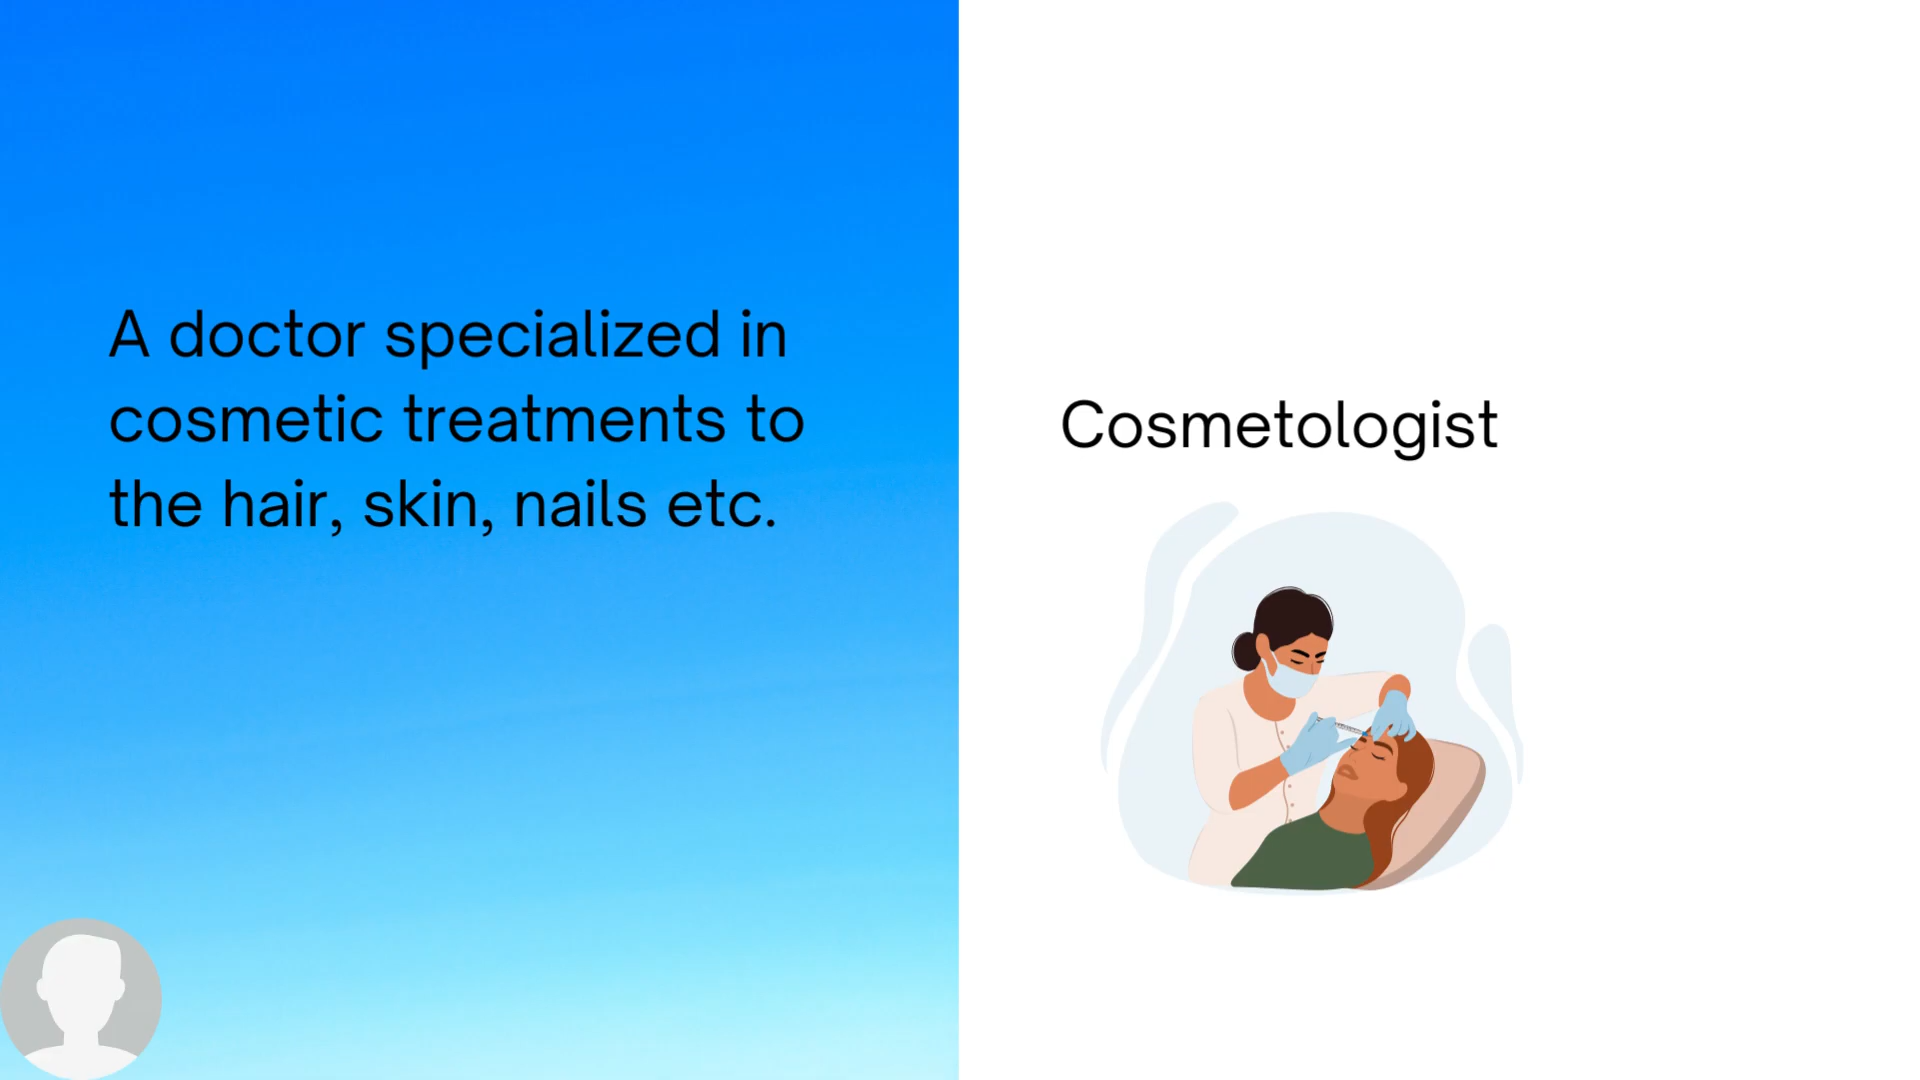 A doctor specialized in
cosmetic treatments to
the hair, skin, nails etc.
Cosmetologist